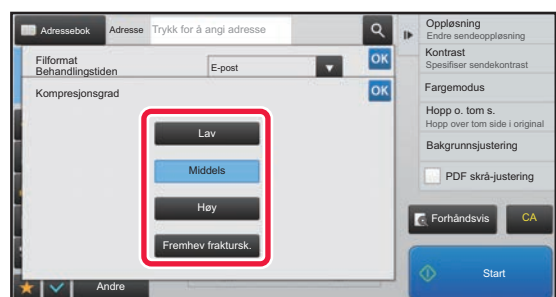 Adressebok
Adresse
Trykk for å angi adresse
Filformat
Behandlingstiden
E-post
OK
Kompresjonsgrad
OK
Lav
Middels
Høy
Fremhev fraktursk.
Andre
Oppløsning
Endre sendeoppløsning
Kontrast
Spesifiser sendekontrast
Fargemodus
Hopp o. tom s.
Hopp over tom side i original
Bakgrunnsjustering
PDF skrå-justering
Forhåndsvis
CA
Start